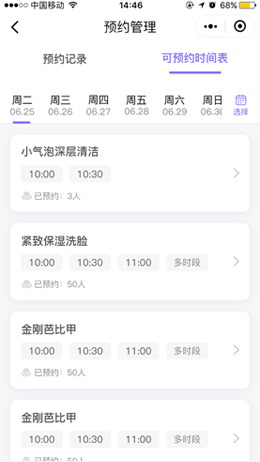 中国移动 14:46 68%
预约管理
预约记录 可预约时间表
周二 周三 周四 周五 周六 周日
06.25 06.26 06.27 06.28 06.29 06.30 选择
小气泡深层清洁
10:00 10:30
已预约：3人
紧致保湿洗脸
10:00 10:30 11:00 多时段
已预约：50人
金刚芭比甲
10:00 10:30 11:00 多时段
已预约：50人
金刚芭比甲
10:00 10:30 11:00 多时段
已预约：50人